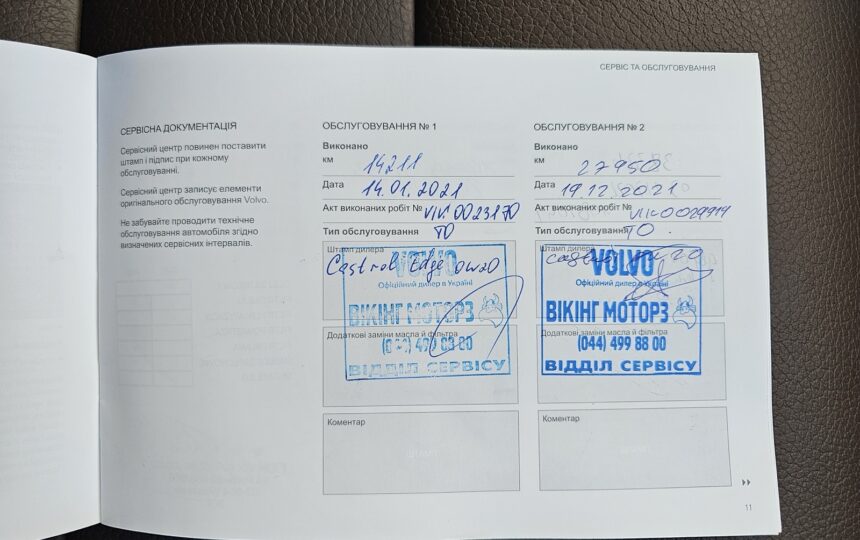 СЕРВІС ТА ОБСЛУГОВУВАННЯ
СЕРВІСНА ДОКУМЕНТАЦІЯ
Сервісний центр повинен поставити
штамп і підпис при кожному
обслуговуванні.
Сервісний центр записує елементи
оригінального обслуговування Volvo.
Не забувайте проводити технічне
обслуговування автомобіля згідно
визначених сервісних інтервалів.
ОБСЛУГОВУВАННЯ № 1
Виконано
км 14211
Дата 14.01.2021
Акт виконаних робіт № VIK0023170
Тип обслуговування ТО
Штамп дилера
Castrol Edge 0w20
VOLVO
Офіційний дилер в Україні
ВІКІНГ МОТОРЗ
Додаткові заміни масла й фільтра
(044) 499 88 00
ВІДДІЛ СЕРВІСУ
Коментар
ОБСЛУГОВУВАННЯ № 2
Виконано
км 27950
Дата 19.12.2021
Акт виконаних робіт №
Тип обслуговування ТО
Штамп дилера
VOLVO
Офіційний дилер в Україні
ВІКІНГ МОТОРЗ
Додаткові заміни масла й фільтра
(044) 499 88 00
ВІДДІЛ СЕРВІСУ
Коментар
11